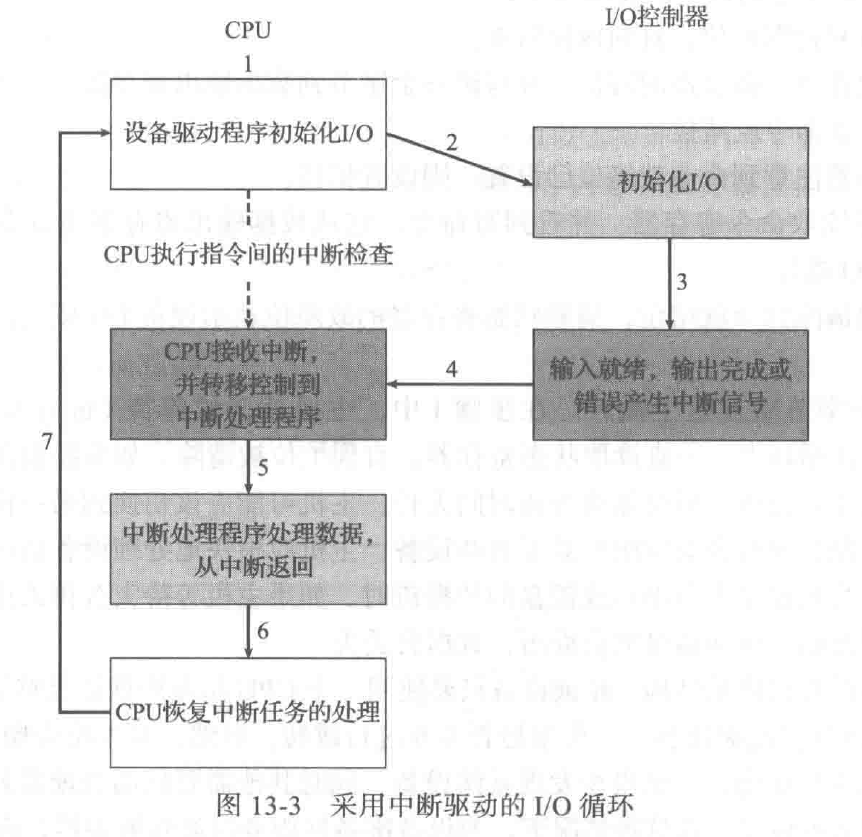 CPU
I/O控制器
1
设备驱动程序初始化I/O
2
初始化I/O
CPU执行指令间的中断检查
3
CPU接收中断，
并转移控制到
中断处理程序
4
输入就绪，输出完成或
错误产生中断信号
7
5
中断处理程序处理数据，
从中断返回
6
CPU恢复中断任务的处理
图 13-3 采用中断驱动的 I/O 循环